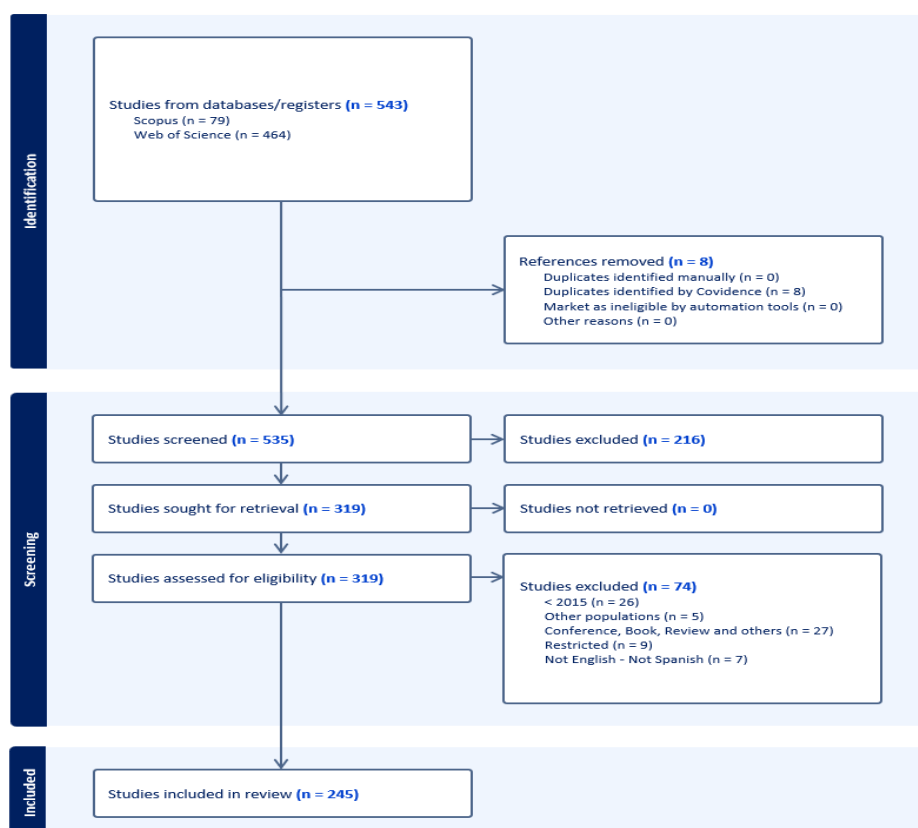 Identification
Studies from databases/registers (n = 543)
Scopus (n = 79)
Web of Science (n = 464)
References removed (n = 8)
Duplicates identified manually (n = 0)
Duplicates identified by Covidence (n = 8)
Market as ineligible by automation tools (n = 0)
Other reasons (n = 0)
Screening
Studies screened (n = 535)
Studies excluded (n = 216)
Studies sought for retrieval (n = 319)
Studies not retrieved (n = 0)
Studies assessed for eligibility (n = 319)
Studies excluded (n = 74)
< 2015 (n = 26)
Other populations (n = 5)
Conference, Book, Review and others (n = 27)
Restricted (n = 9)
Not English - Not Spanish (n = 7)
Included
Studies included in review (n = 245)